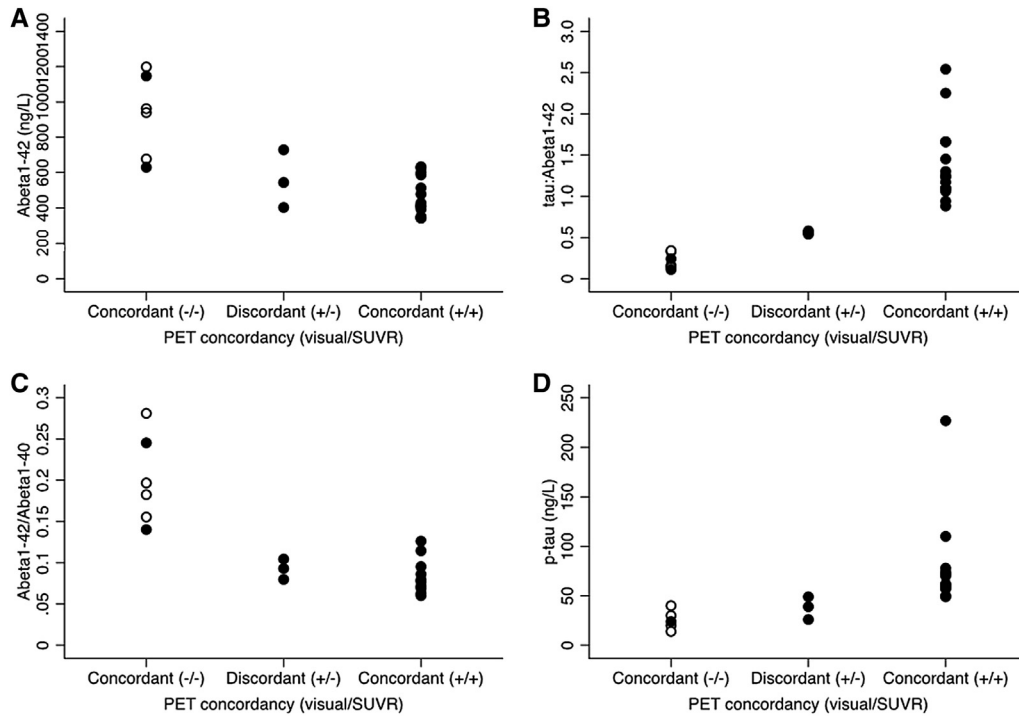 A
Abeta1-42 (ng/L)
1400
1200
1000
800
600
400
200
0
Concordant (-/-) Discordant (+/-) Concordant (+/+)
PET concordancy (visual/SUVR)
B
tau:Abeta1-42
3.0
2.5
2.0
1.5
1.0
0.5
0
Concordant (-/-) Discordant (+/-) Concordant (+/+)
PET concordancy (visual/SUVR)
C
Abeta1-42/Abeta1-40
0.3
0.25
0.2
0.15
0.1
.05
0
Concordant (-/-) Discordant (+/-) Concordant (+/+)
PET concordancy (visual/SUVR)
D
p-tau (ng/L)
250
200
150
100
50
0
Concordant (-/-) Discordant (+/-) Concordant (+/+)
PET concordancy (visual/SUVR)